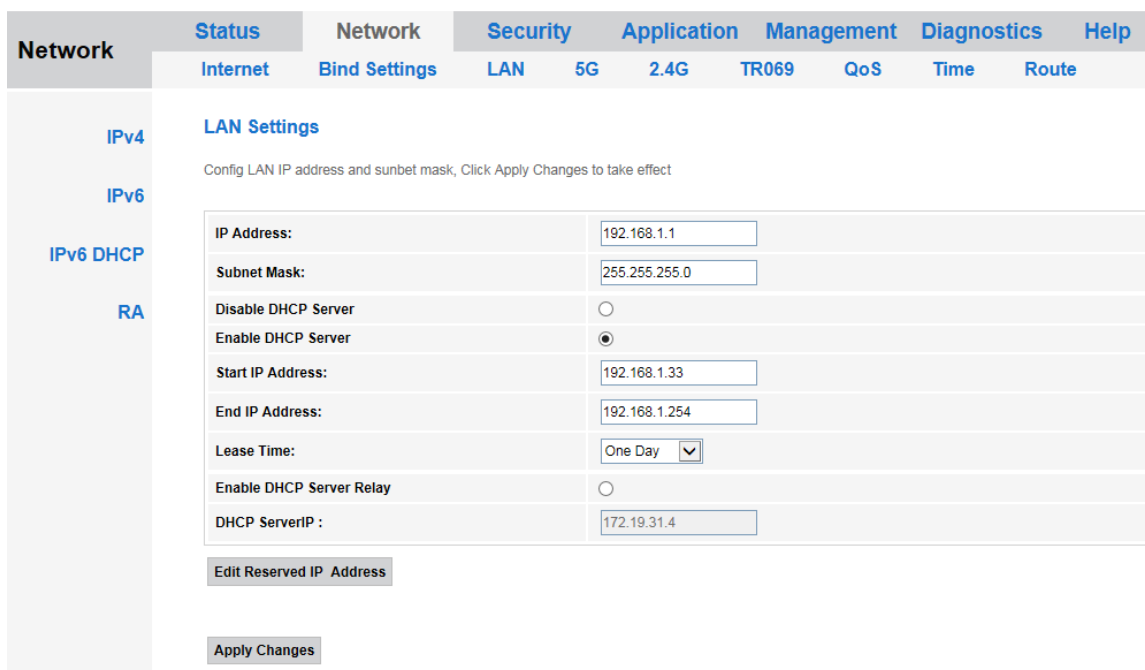 Network
Status Network Security Application Management Diagnostics Help
Internet Bind Settings LAN 5G 2.4G TR069 QoS Time Route
IPv4
IPv6
IPv6 DHCP
RA
LAN Settings
Config LAN IP address and sunbet mask, Click Apply Changes to take effect
IP Address: 192.168.1.1
Subnet Mask: 255.255.255.0
Disable DHCP Server
Enable DHCP Server
Start IP Address: 192.168.1.33
End IP Address: 192.168.1.254
Lease Time: One Day
Enable DHCP Server Relay
DHCP ServerIP : 172.19.31.4
Edit Reserved IP Address
Apply Changes